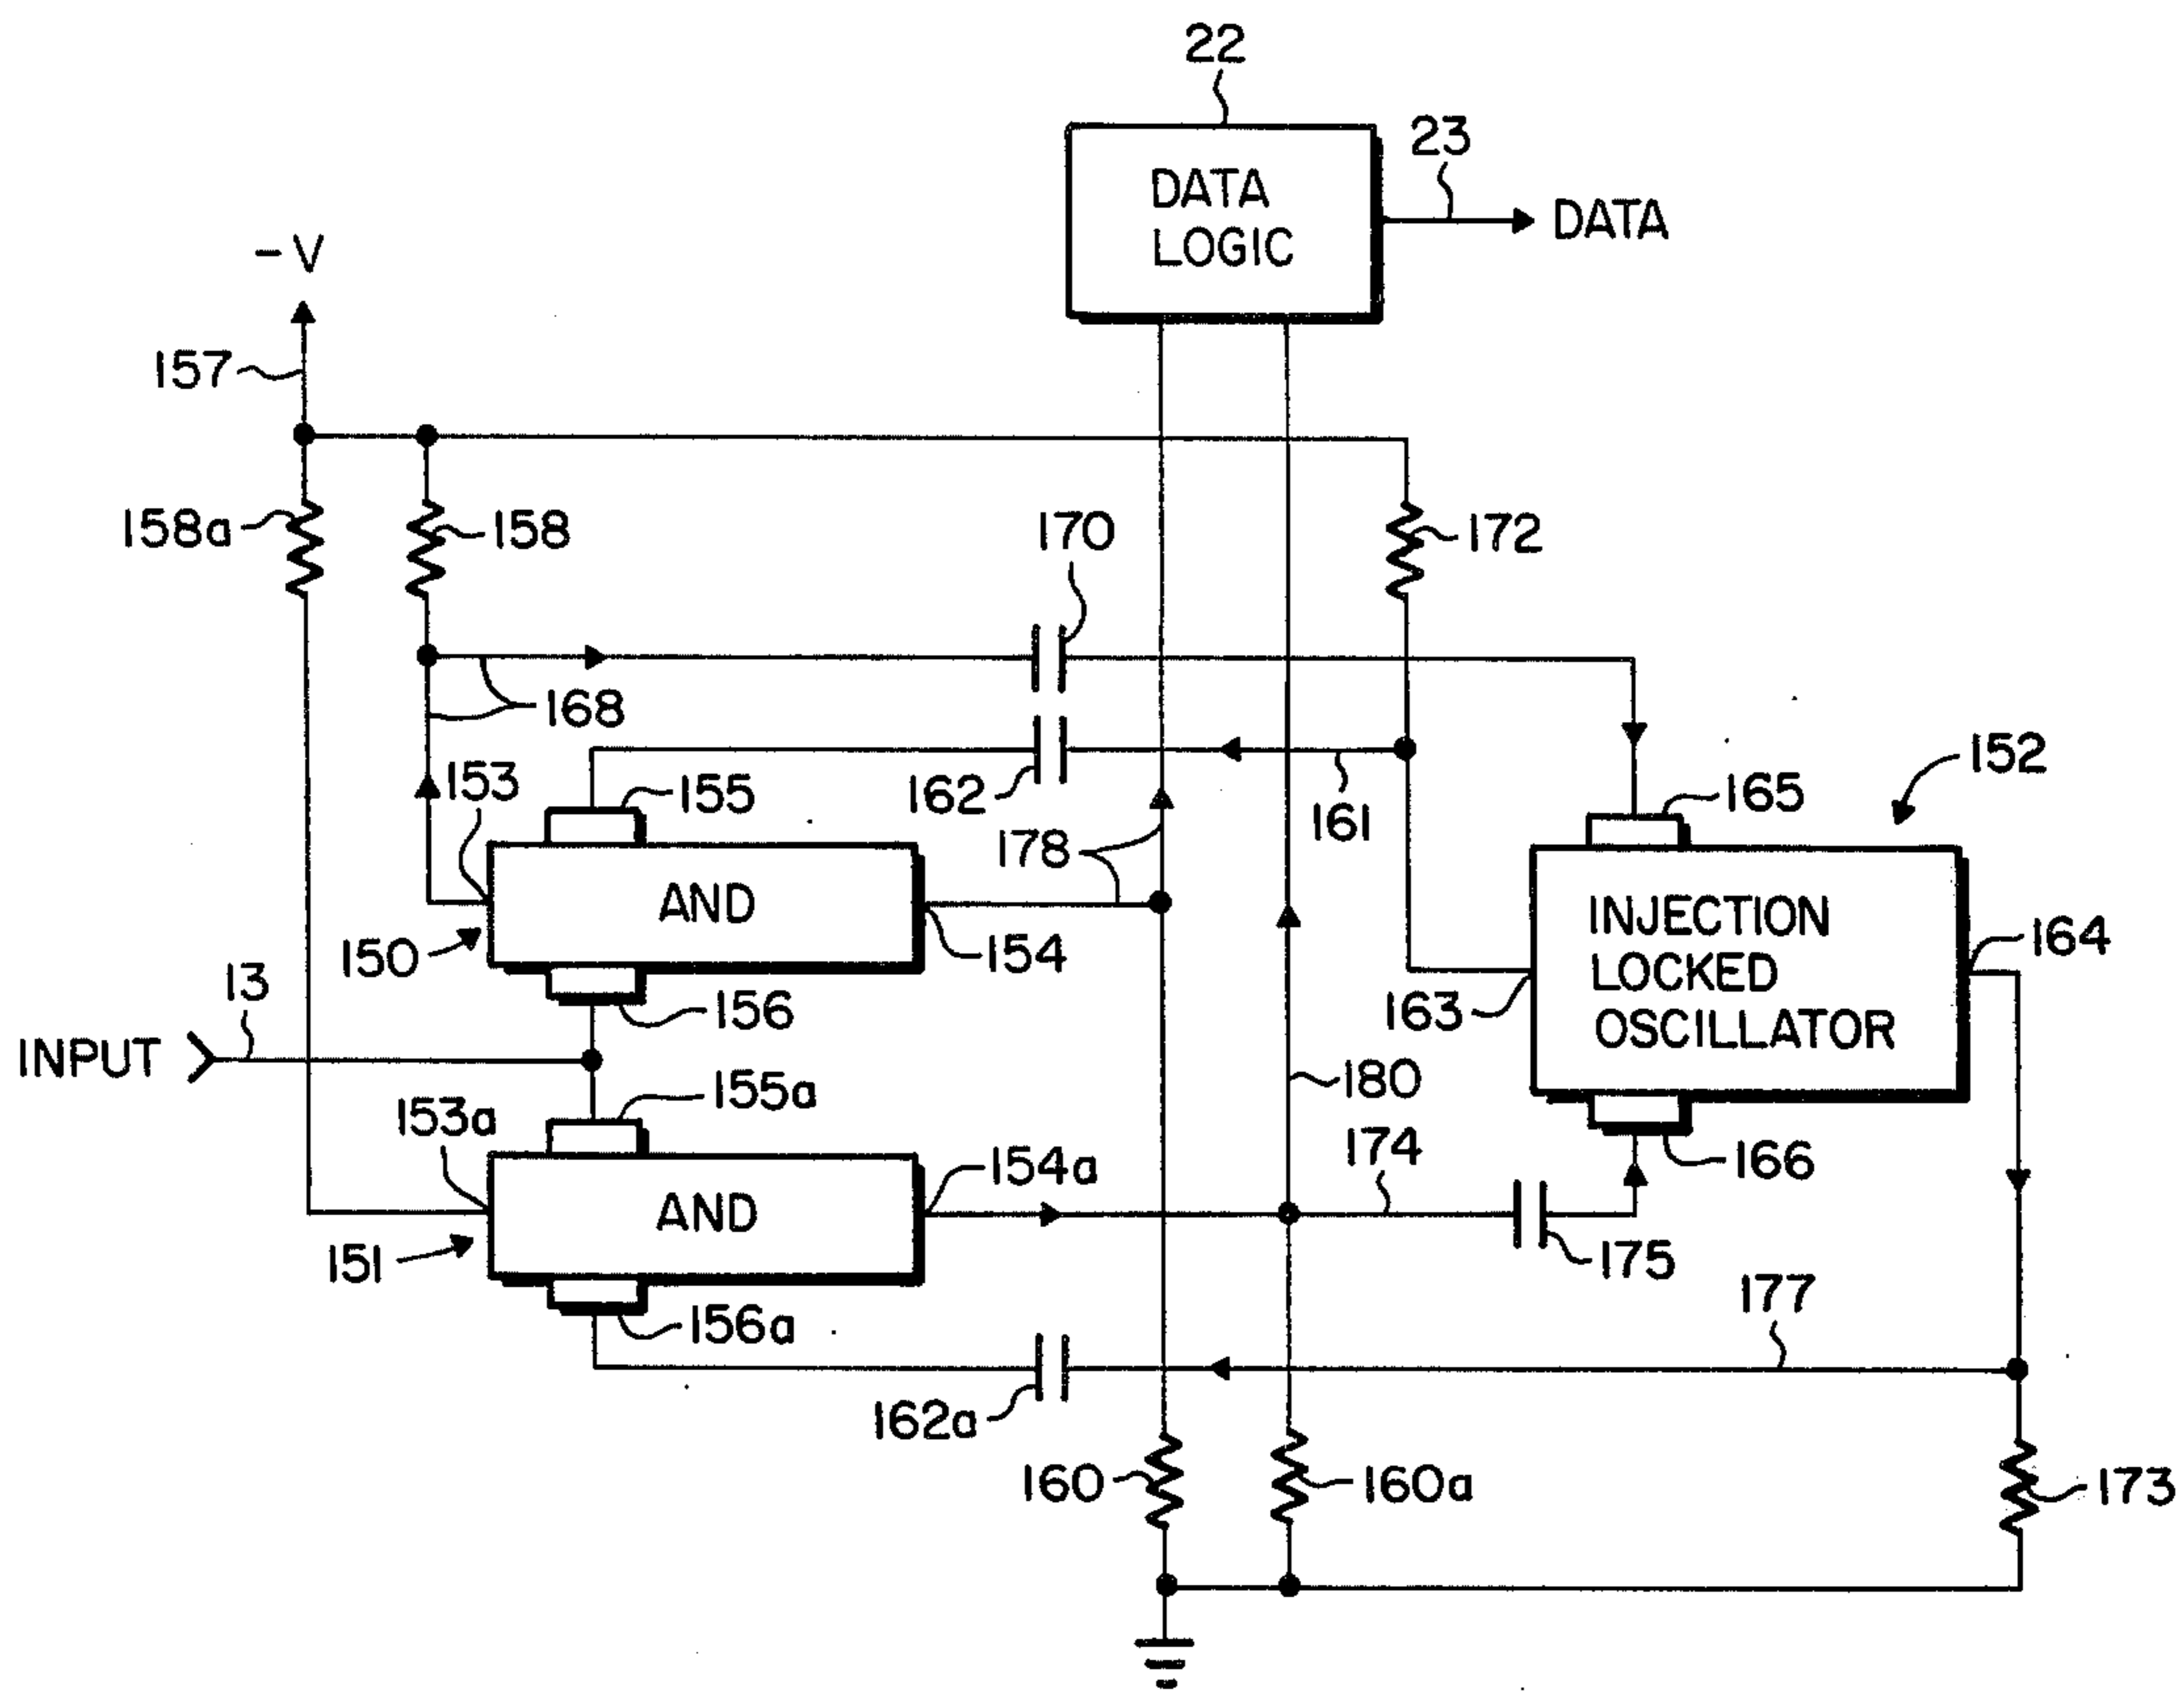 22
DATA
LOGIC
23
DATA
-V
157
158a
158
170
172
168
153
155
162
161
165
152
178
AND
INJECTION
LOCKED
OSCILLATOR
164
150
154
13
156
163
INPUT
155a
180
153a
154a
174
166
AND
151
175
156a
177
162a
160
160a
173